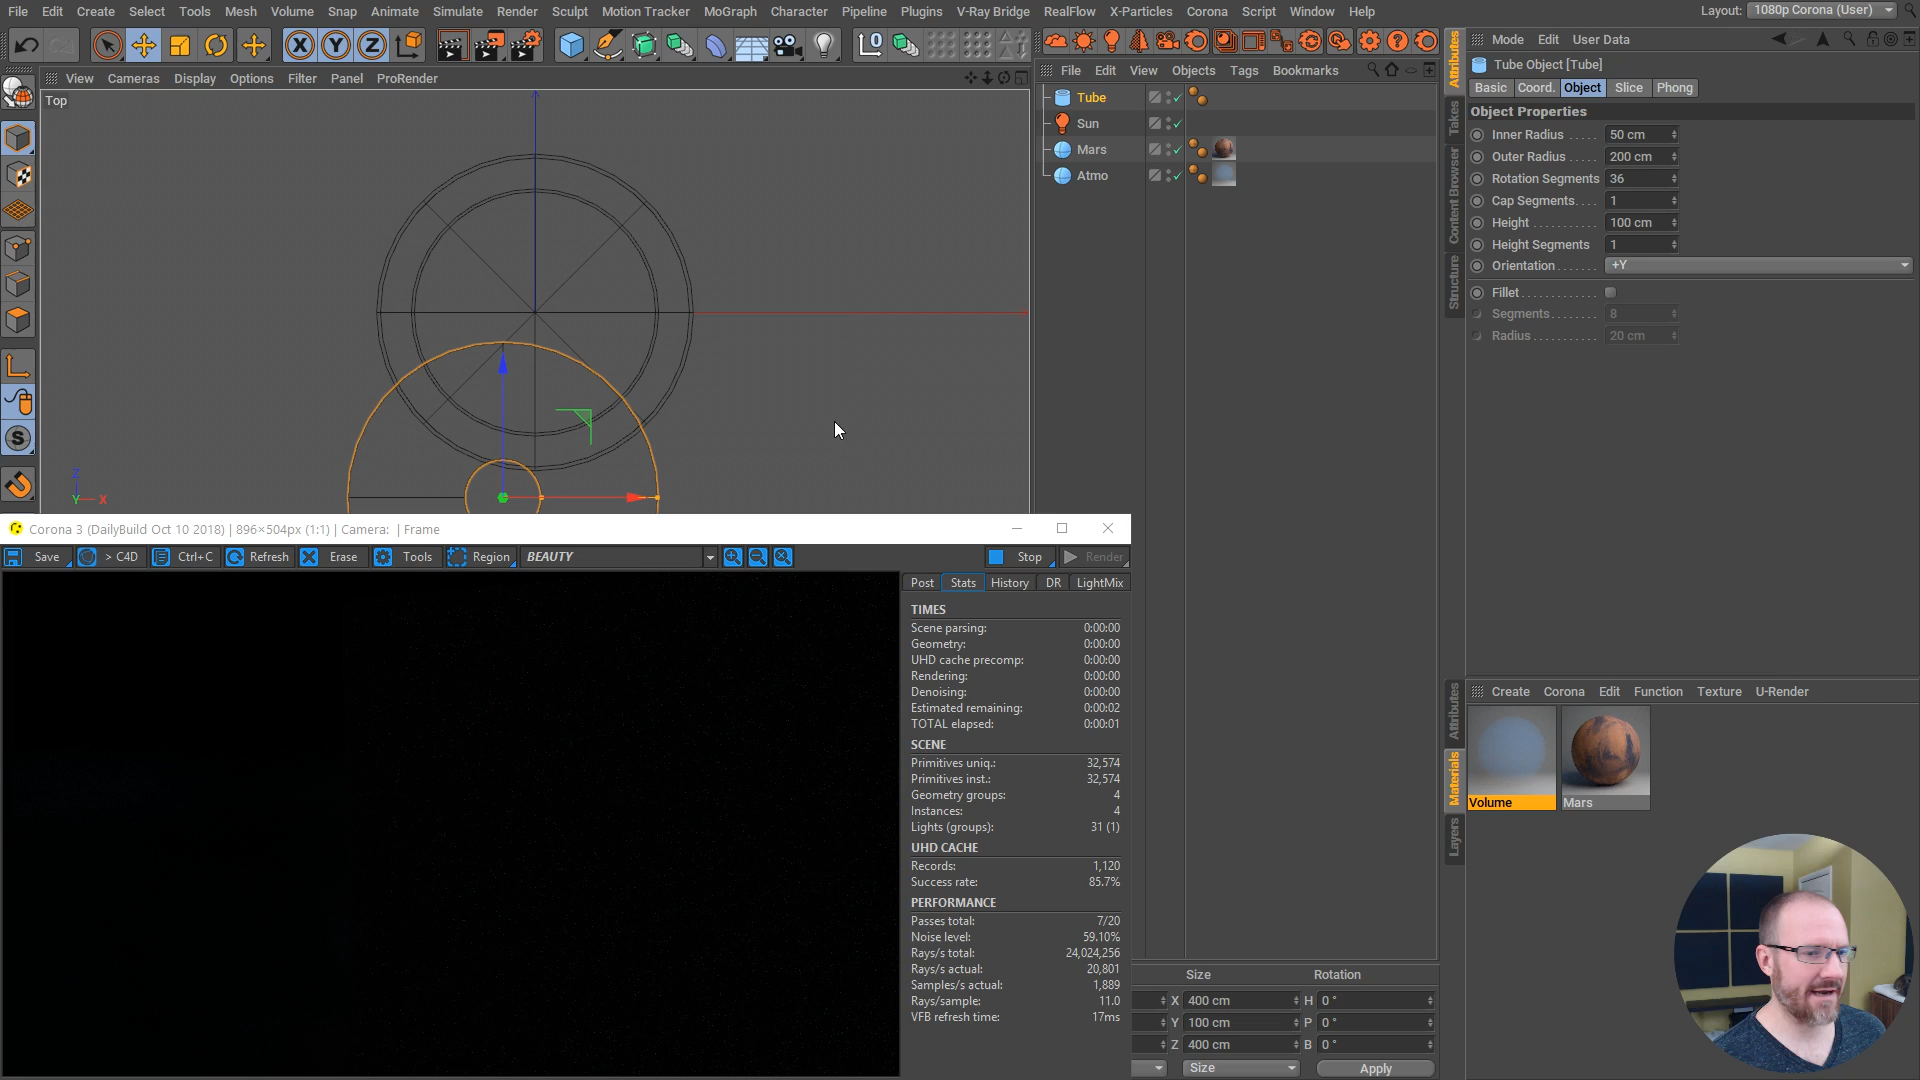 File Edit Create Select Tools Mesh Volume Snap Animate Simulate Render Sculpt Motion Tracker MoGraph Character Pipeline Plugins V-Ray Bridge RealFlow X-Particles Corona Script Window Help
Layout: 1080p Corona (User)
X Y Z
View Cameras Display Options Filter Panel ProRender
File Edit View Objects Tags Bookmarks
Mode Edit User Data
Tube Object [Tube]
Basic Coord. Object Slice Phong
Object Properties
Inner Radius ..... 50 cm
Outer Radius ..... 200 cm
Rotation Segments 36
Cap Segments.... 1
Height .......... 100 cm
Height Segments 1
Orientation ....... +Y
Fillet
Segments........ 8
Radius........... 20 cm
Top
Tube
Sun
Mars
Atmo
Attributes
Takes
Content Browser
Structure
Z
Y X
S
Corona 3 (DailyBuild Oct 10 2018) | 896×504px (1:1) | Camera: | Frame
Save > C4D Ctrl+C Refresh Erase Tools Region BEAUTY Stop Render
Post Stats History DR LightMix
TIMES
Scene parsing: 0:00:00
Geometry: 0:00:00
UHD cache precomp: 0:00:00
Rendering: 0:00:00
Denoising: 0:00:00
Estimated remaining: 0:00:02
TOTAL elapsed: 0:00:01
SCENE
Primitives uniq.: 32,574
Primitives inst.: 32,574
Geometry groups: 4
Instances: 4
Lights (groups): 31 (1)
UHD CACHE
Records: 1,120
Success rate: 85.7%
PERFORMANCE
Passes total: 7/20
Noise level: 59.10%
Rays/s total: 24,024,256
Rays/s actual: 20,801
Samples/s actual: 1,889
Rays/sample: 11.0
VFB refresh time: 17ms
Size Rotation
X 400 cm H 0 °
Y 100 cm P 0 °
Z 400 cm B 0 °
Size Apply
Attributes
Materials
Layers
Create Corona Edit Function Texture U-Render
Volume
Mars